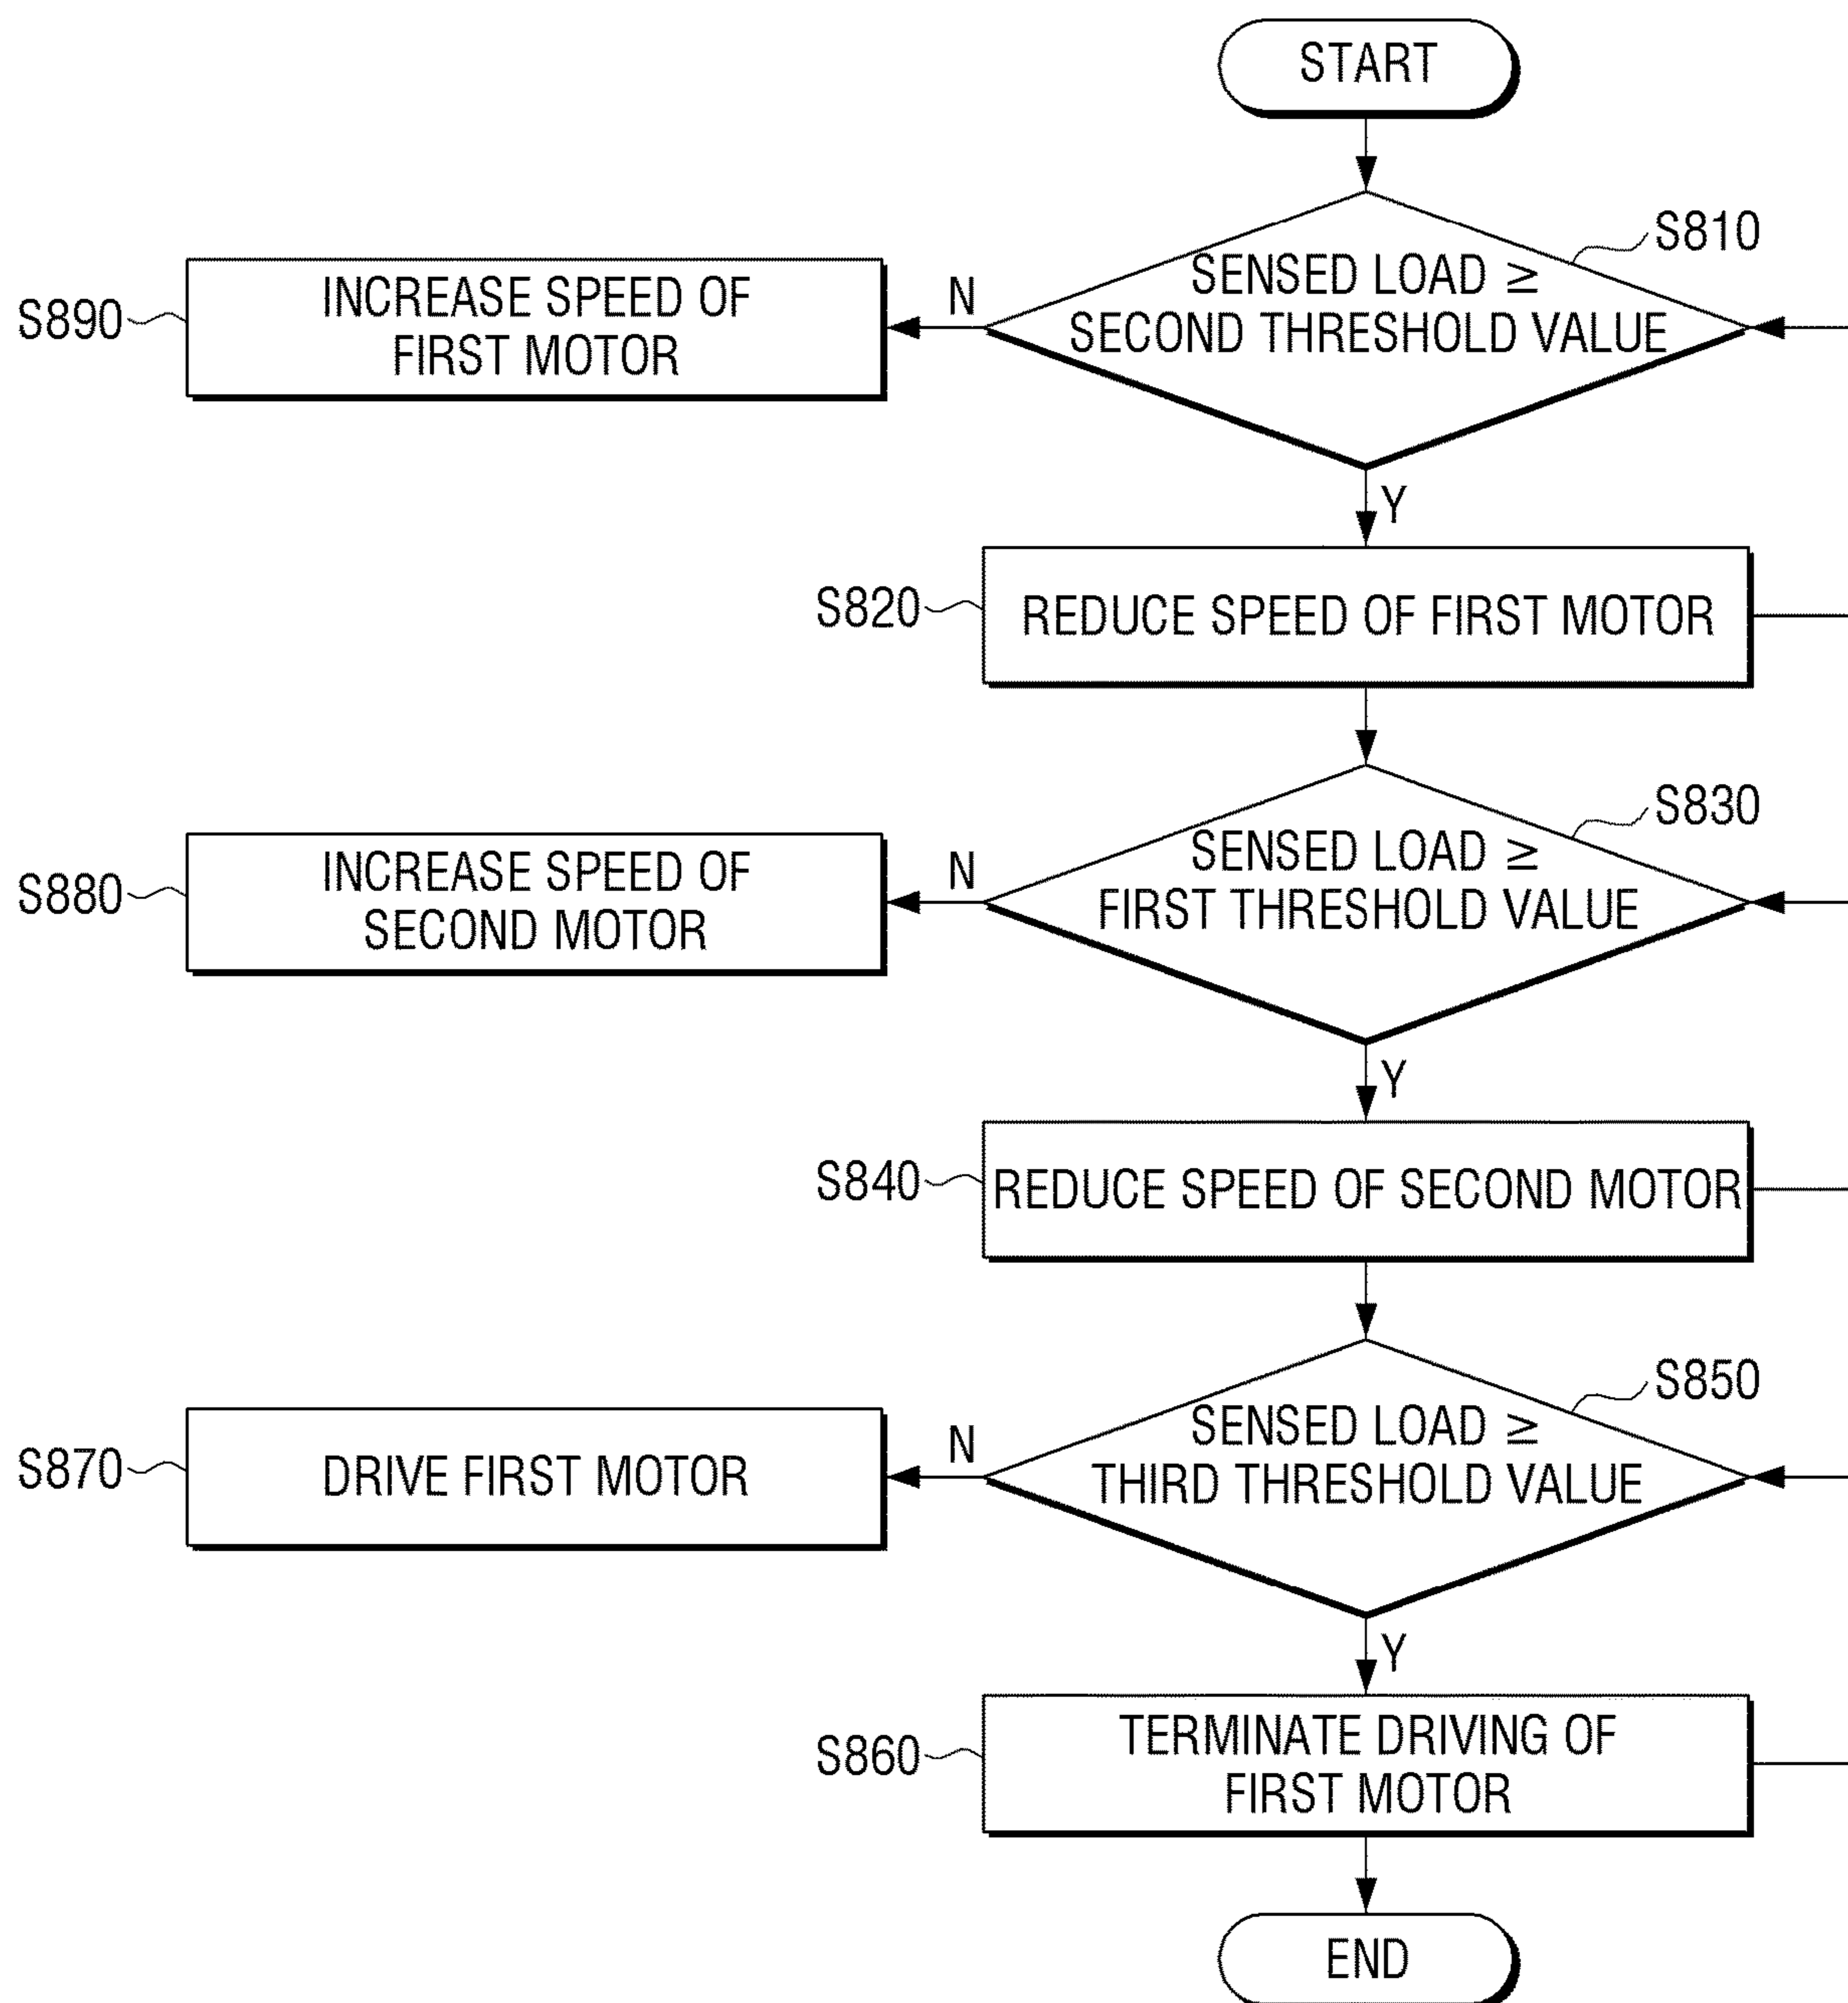 START
S810
SENSED LOAD ≥
SECOND THRESHOLD VALUE
N
S890
INCREASE SPEED OF
FIRST MOTOR
Y
S820
REDUCE SPEED OF FIRST MOTOR
S830
SENSED LOAD ≥
FIRST THRESHOLD VALUE
N
S880
INCREASE SPEED OF
SECOND MOTOR
Y
S840
REDUCE SPEED OF SECOND MOTOR
S850
SENSED LOAD ≥
THIRD THRESHOLD VALUE
N
S870
DRIVE FIRST MOTOR
Y
S860
TERMINATE DRIVING OF
FIRST MOTOR
END